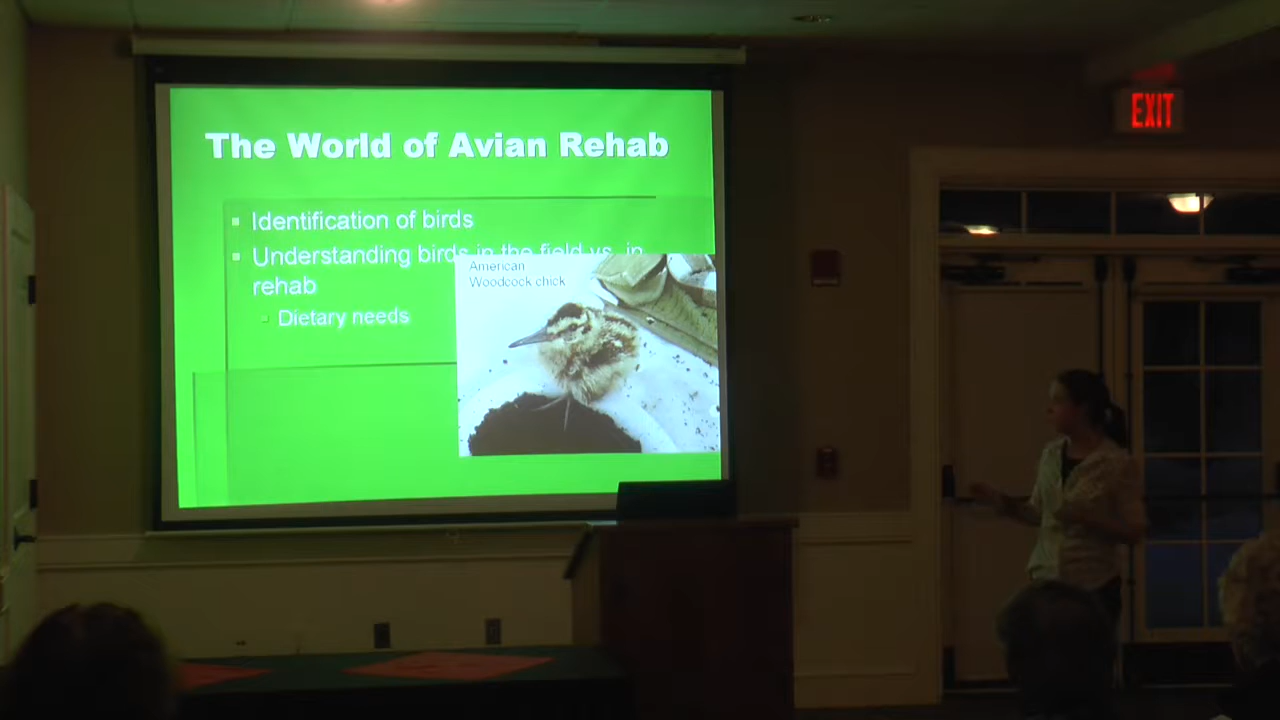 The World of Avian Rehab
Identification of birds
Understanding birds in the field vs. in
rehab
Dietary needs
American
Woodcock chick
EXIT